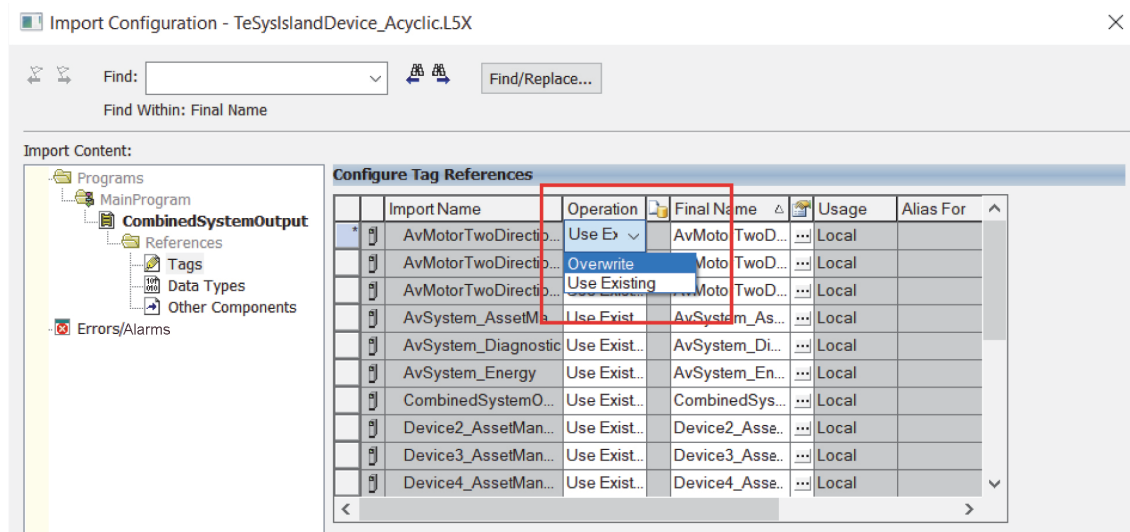 Import Configuration - TeSysIslandDevice_Acyclic.L5X
Find:
Find/Replace...
Find Within: Final Name
Import Content:
Programs
MainProgram
CombinedSystemOutput
References
Tags
Data Types
Other Components
Errors/Alarms
Configure Tag References
Import Name Operation Final Name Usage Alias For
* AvMotorTwoDirectio... Use Ex AvMotorTwoD... ... Local
AvMotorTwoDirectio... Overwrite MotorTwoD... ... Local
Use Existing
AvMotorTwoDirectio... AvMotorTwoD... ... Local
AvSystem_AssetMa... Use Exist... AvSystem_As... ... Local
AvSystem_Diagnostic Use Exist... AvSystem_Di... ... Local
AvSystem_Energy Use Exist... AvSystem_En... ... Local
CombinedSystemO... Use Exist... CombinedSys... ... Local
Device2_AssetMan... Use Exist... Device2_Asse.. ... Local
Device3_AssetMan... Use Exist... Device3_Asse.. ... Local
Device4_AssetMan... Use Exist... Device4_Asse.. ... Local